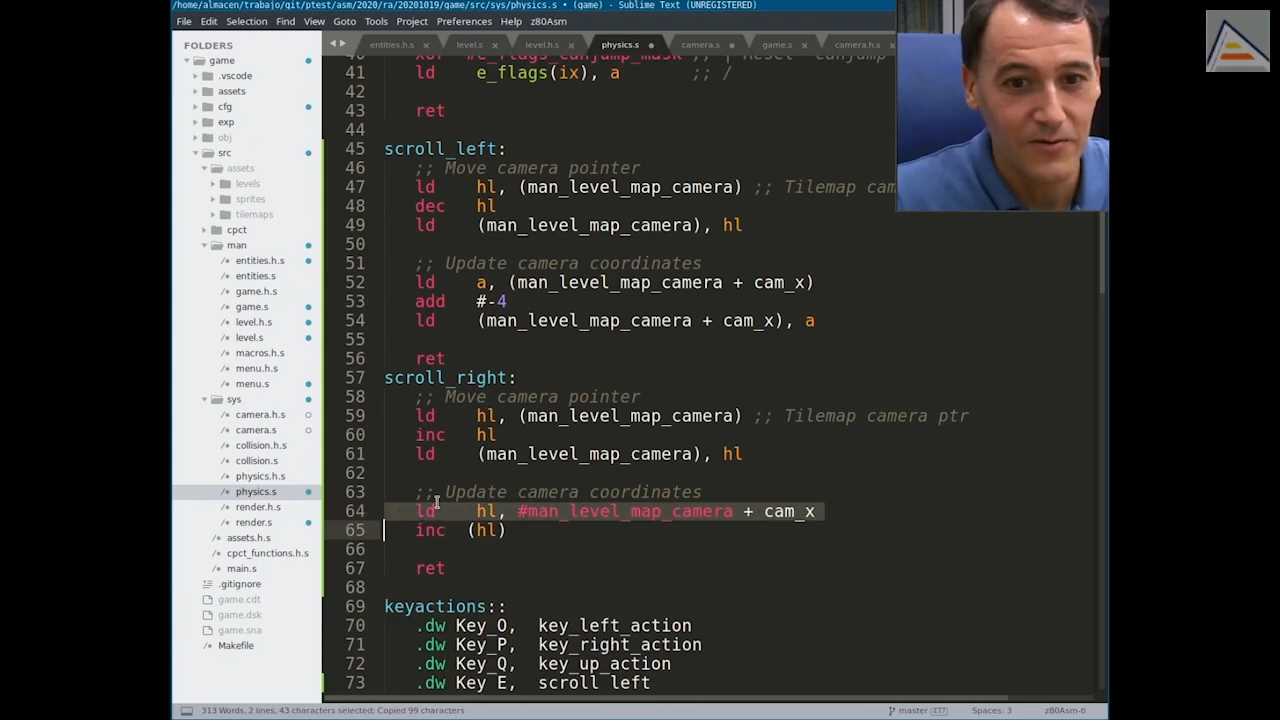 /home/almacen/trabajo/git/ptest/asm/2020/ra/20201019/game/src/sys/physics.s • (game) - Sublime Text (UNREGISTERED)
File Edit Selection Find View Goto Tools Project Preferences Help z80Asm
FOLDERS
game
.vscode
assets
cfg
exp
obj
src
assets
levels
sprites
tilemaps
cpct
man
entities.h.s
entities.s
game.h.s
game.s
level.h.s
level.s
macros.h.s
menu.h.s
menu.s
sys
camera.h.s
camera.s
collision.h.s
collision.s
physics.h.s
physics.s
render.h.s
render.s
assets.h.s
cpct_functions.h.s
main.s
.gitignore
game.cdt
game.dsk
game.sna
Makefile
entities.h.s × level.s × level.h.s × physics.s • camera.s • game.s × camera.h.s ×
40 xor #e_flags_canjump_mask ;; | Reset canjump
41 ld e_flags(ix), a ;; /
42
43 ret
44
45 scroll_left:
46 ;; Move camera pointer
47 ld hl, (man_level_map_camera) ;; Tilemap cam
48 dec hl
49 ld (man_level_map_camera), hl
50
51 ;; Update camera coordinates
52 ld a, (man_level_map_camera + cam_x)
53 add #-4
54 ld (man_level_map_camera + cam_x), a
55
56 ret
57 scroll_right:
58 ;; Move camera pointer
59 ld hl, (man_level_map_camera) ;; Tilemap camera ptr
60 inc hl
61 ld (man_level_map_camera), hl
62
63 ;; Update camera coordinates
64 ld hl, #man_level_map_camera + cam_x
65 inc (hl)
66
67 ret
68
69 keyactions::
70 .dw Key_O, key_left_action
71 .dw Key_P, key_right_action
72 .dw Key_Q, key_up_action
73 .dw Key_E, scroll_left
313 Words, 2 lines, 43 characters selected; Copied 99 characters
master 437 Spaces: 3 z80Asm-ti